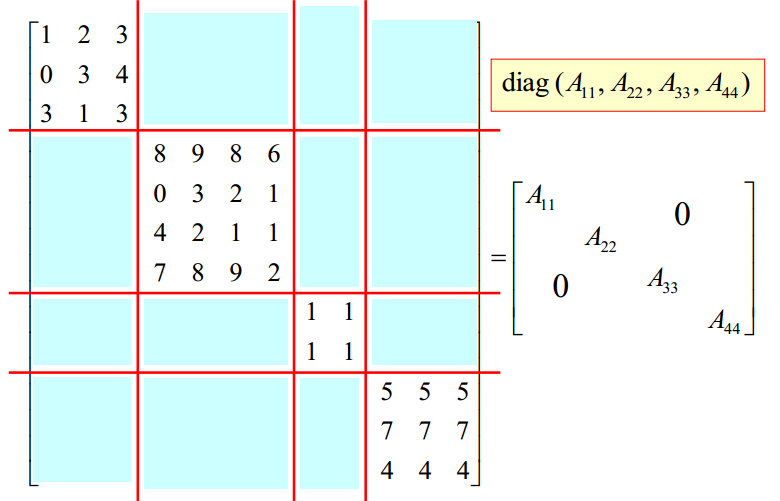 1 2 3
0 3 4
3 1 3
8 9 8 6
0 3 2 1
4 2 1 1
7 8 9 2
1 1
1 1
5 5 5
7 7 7
4 4 4
diag (A₁₁, A₂₂, A₃₃, A₄₄)
=
A₁₁
0
A₂₂
0 A₃₃
A₄₄